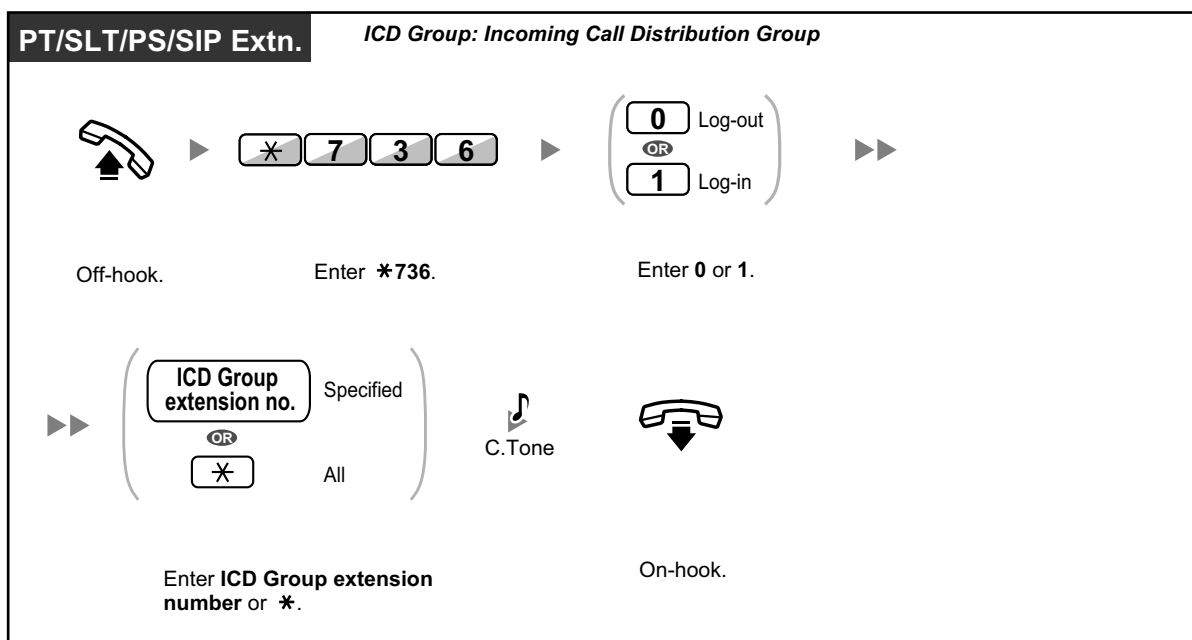 PT/SLT/PS/SIP Extn.
ICD Group: Incoming Call Distribution Group
* 7 3 6
0 Log-out
OR
1 Log-in
Off-hook.
Enter *736.
Enter 0 or 1.
ICD Group
extension no.
Specified
OR
* All
C.Tone
Enter ICD Group extension
number or *.
On-hook.